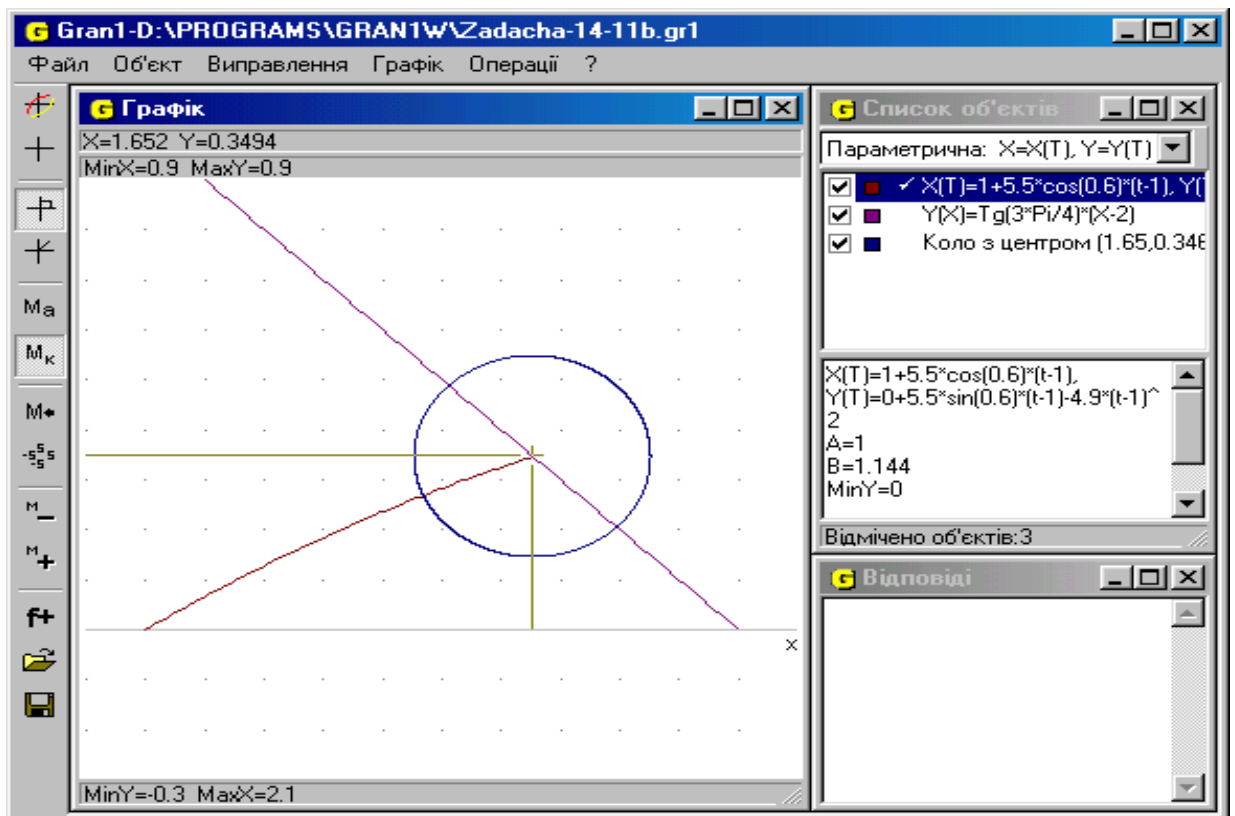 Gran1-D:\PROGRAMS\GRAN1W\Zadacha-14-11b.gr1
Файл Об'єкт Виправлення Графік Операції ?
Графік
X=1.652 Y=0.3494
MinX=0.9 MaxY=0.9
x
MinY=-0.3 MaxX=2.1
Ma
Mк
M
-5 5 s
-5
M
M
f+
Список об'єктів
Параметрична: X=X(T), Y=Y(T)
X(T)=1+5.5*cos(0.6)*(t-1), Y(
Y(X)=Tg(3*Pi/4)*(X-2)
Коло з центром (1.65,0.346
X(T)=1+5.5*cos(0.6)*(t-1),
Y(T)=0+5.5*sin(0.6)*(t-1)-4.9*(t-1)^
2
A=1
B=1.144
MinY=0
Відмічено об'єктів:3
Відповіді